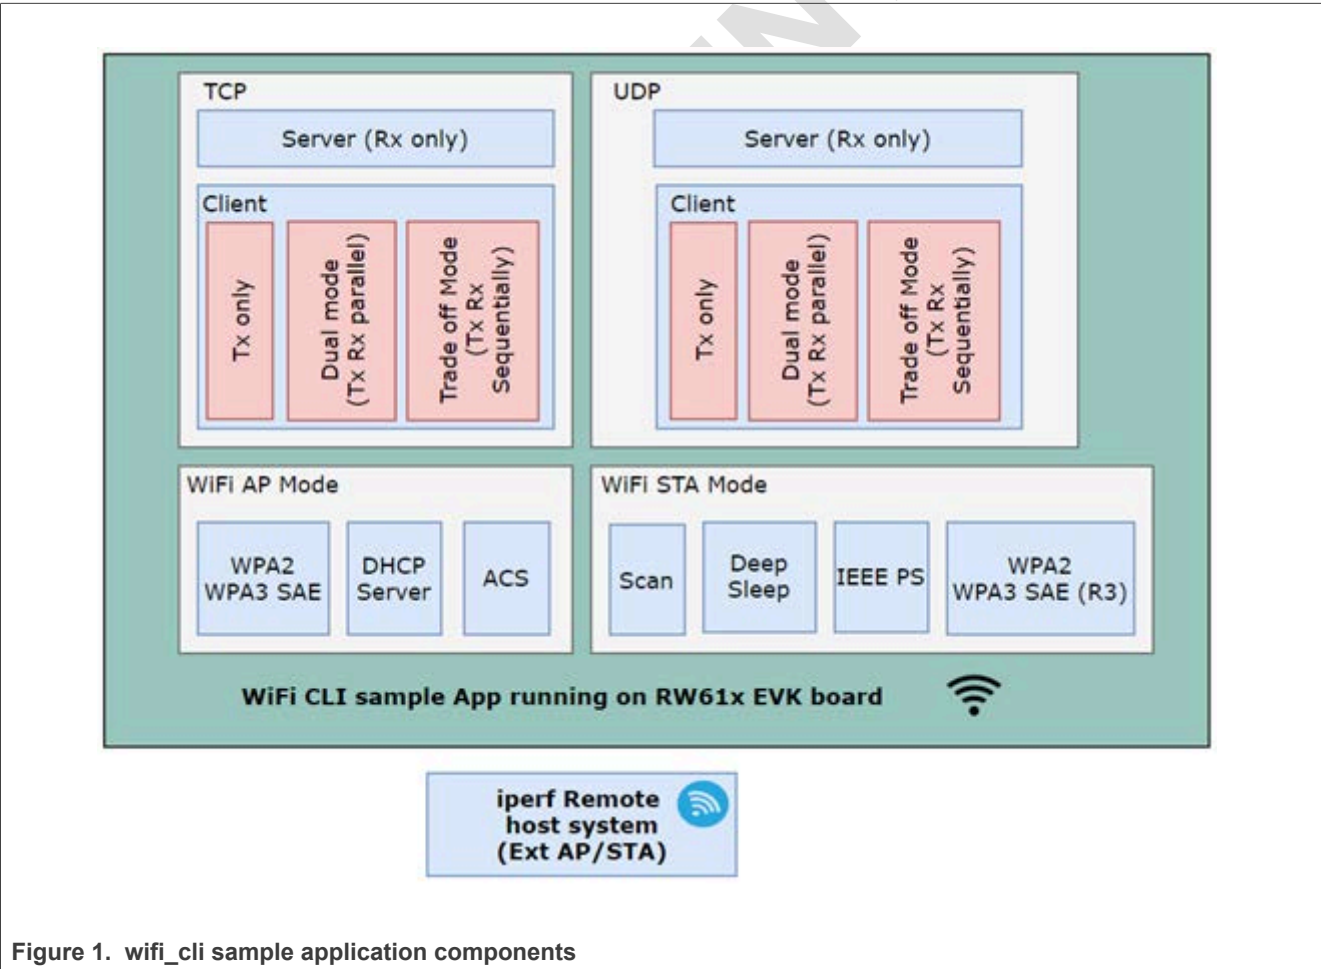 TCP
Server (Rx only)
Client
Tx only
Dual mode
(Tx Rx parallel)
Trade off Mode
(Tx Rx
Sequentially)
UDP
Server (Rx only)
Client
Tx only
Dual mode
(Tx Rx parallel)
Trade off Mode
(Tx Rx
Sequentially)
WiFi AP Mode
WPA2
WPA3 SAE
DHCP
Server
ACS
WiFi STA Mode
Scan
Deep
Sleep
IEEE PS
WPA2
WPA3 SAE (R3)
WiFi CLI sample App running on RW61x EVK board
iperf Remote
host system
(Ext AP/STA)
Figure 1. wifi_cli sample application components